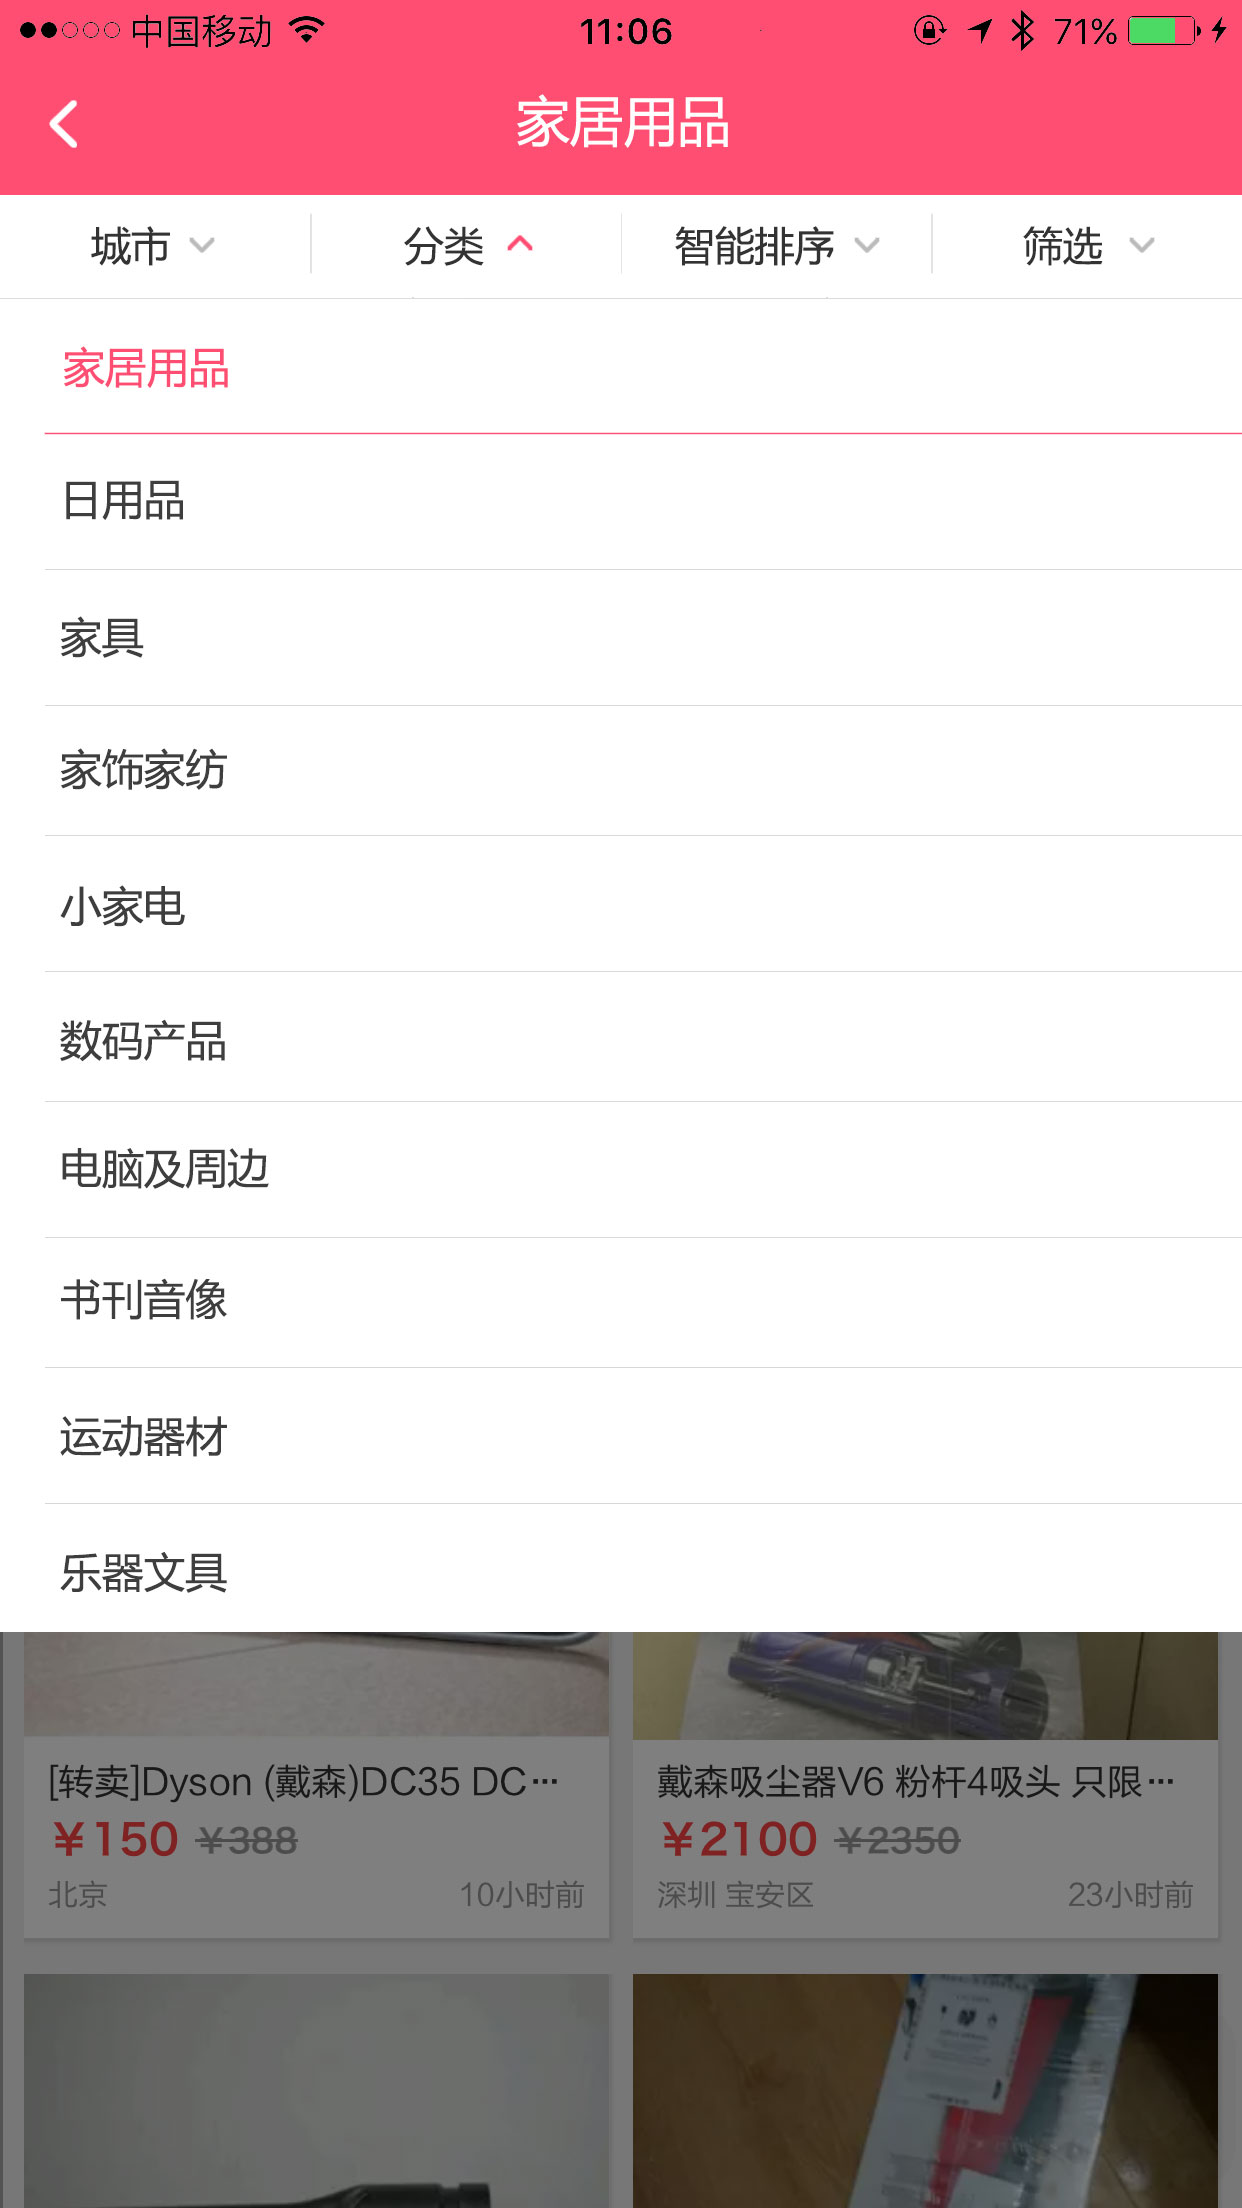 中国移动 11:06 71%
家居用品
城市 分类 智能排序 筛选
家居用品
日用品
家具
家饰家纺
小家电
数码产品
电脑及周边
书刊音像
运动器材
乐器文具
[转卖]Dyson (戴森)DC35 DC…
¥150 ¥388
北京 10小时前
戴森吸尘器V6 粉杆4吸头 只限…
¥2100 ¥2350
深圳 宝安区 23小时前